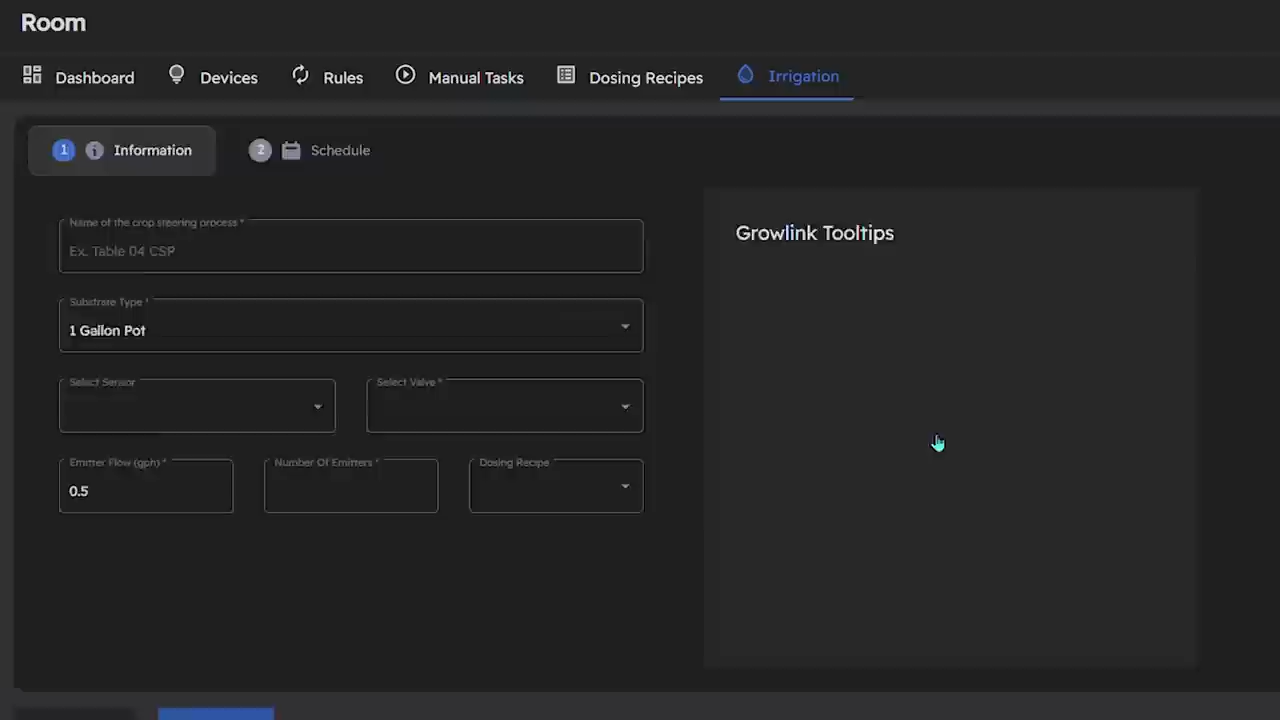 Room
Dashboard Devices Rules Manual Tasks Dosing Recipes Irrigation
1 Information 2 Schedule
Name of the crop steering process *
Ex. Table 04 CSP
Growlink Tooltips
Substrate Type *
1 Gallon Pot
Select Sensor Select Valve *
Emitter Flow (gph) * Number Of Emitters * Dosing Recipe
0.5